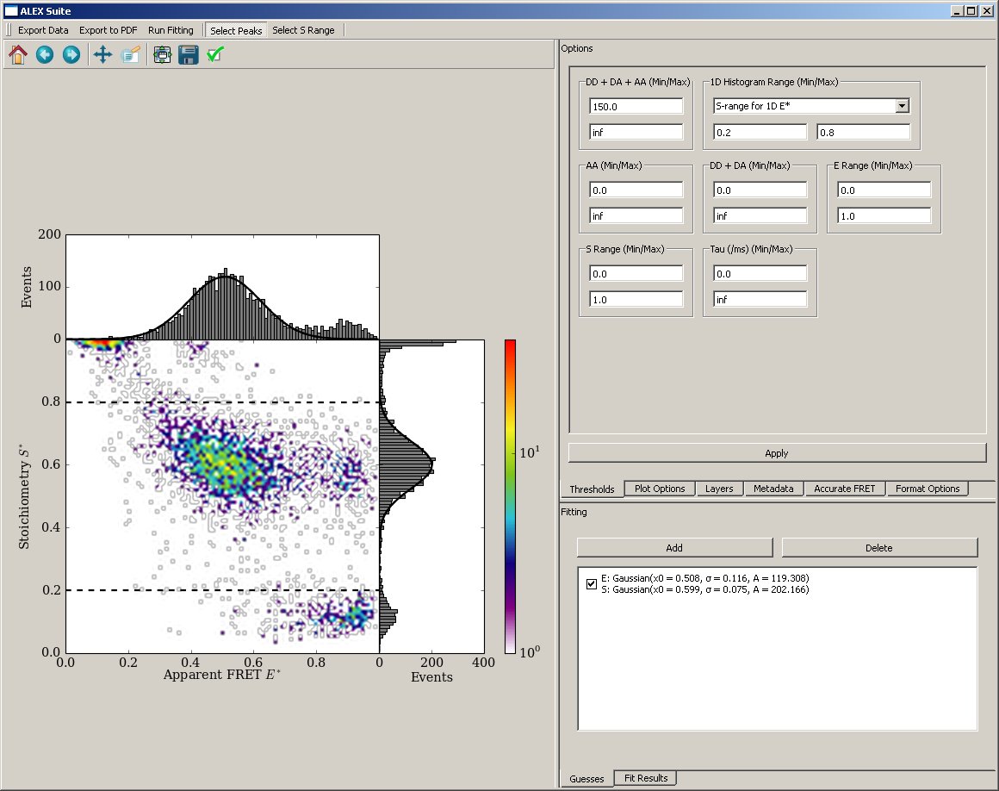 ALEX Suite
Export Data Export to PDF Run Fitting Select Peaks Select S Range
Options
DD + DA + AA (Min/Max)
150.0
inf
1D Histogram Range (Min/Max)
S-range for 1D E*
0.2 0.8
AA (Min/Max)
0.0
inf
DD + DA (Min/Max)
0.0
inf
E Range (Min/Max)
0.0
1.0
S Range (Min/Max)
0.0
1.0
Tau (/ms) (Min/Max)
0.0
inf
Apply
Thresholds Plot Options Layers Metadata Accurate FRET Format Options
Fitting
Add Delete
E: Gaussian(x0 = 0.508, σ = 0.116, A = 119.308)
S: Gaussian(x0 = 0.599, σ = 0.075, A = 202.166)
Guesses Fit Results
200
100
0
Events
0.8
0.6
0.4
0.2
0.0
Stoichiometry S*
0.0 0.2 0.4 0.6 0.8
Apparent FRET E*
0 200 400
Events
10¹
10⁰